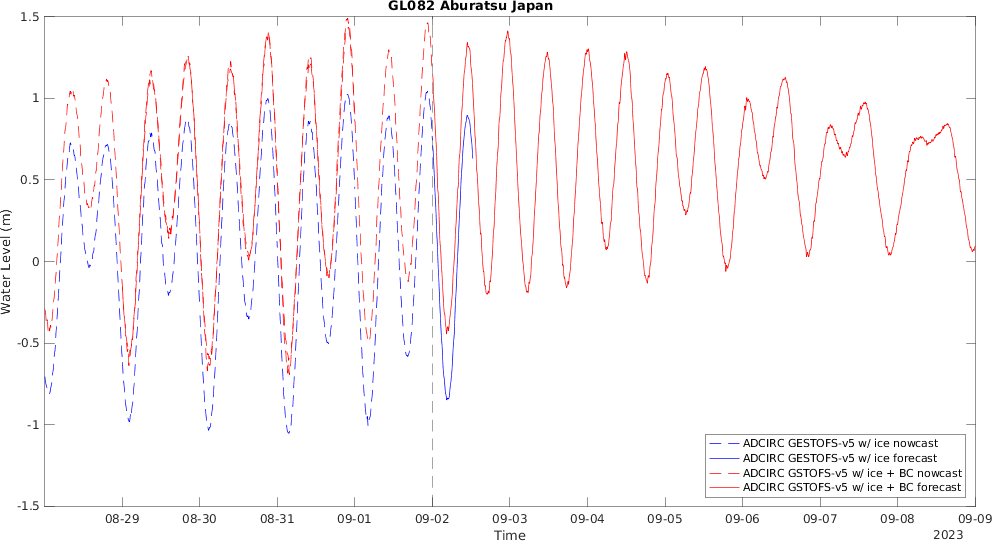 GL082 Aburatsu Japan
1.5
1
0.5
0
-0.5
-1
-1.5
Water Level (m)
08-29 08-30 08-31 09-01 09-02 09-03 09-04 09-05 09-06 09-07 09-08 09-09
Time
2023
ADCIRC GESTOFS-v5 w/ ice nowcast
ADCIRC GESTOFS-v5 w/ ice forecast
ADCIRC GSTOFS-v5 w/ ice + BC nowcast
ADCIRC GSTOFS-v5 w/ ice + BC forecast